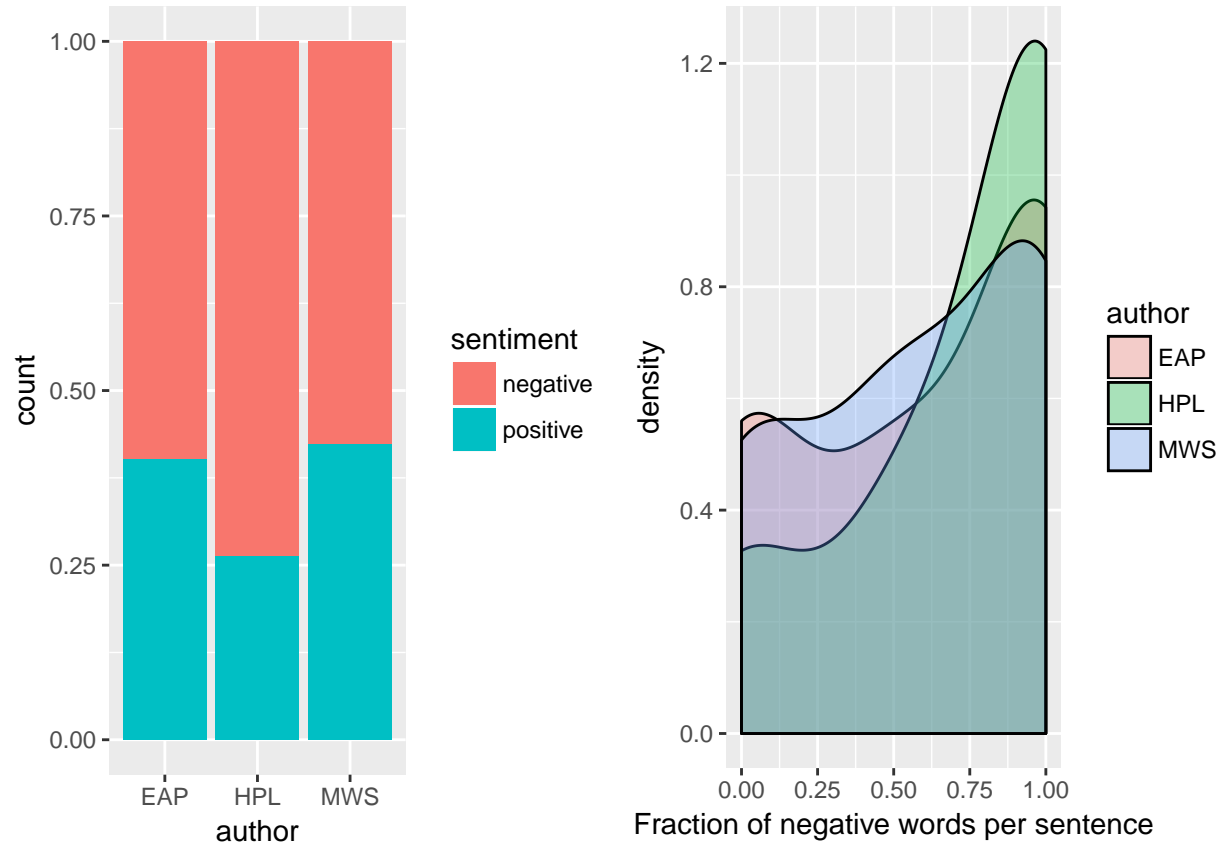 1.00
0.75
0.50
0.25
0.00
count
EAP HPL MWS
author
sentiment
negative
positive
1.2
0.8
0.4
0.0
density
0.00 0.25 0.50 0.75 1.00
Fraction of negative words per sentence
author
EAP
HPL
MWS